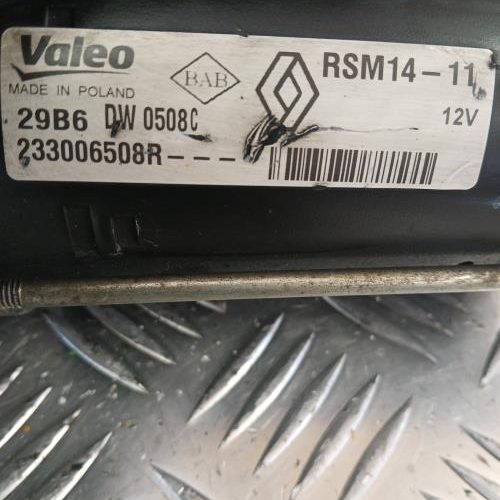 Valeo BAB RSM14-11
MADE IN POLAND
29B6 DW 0508C 12V
233006508R---